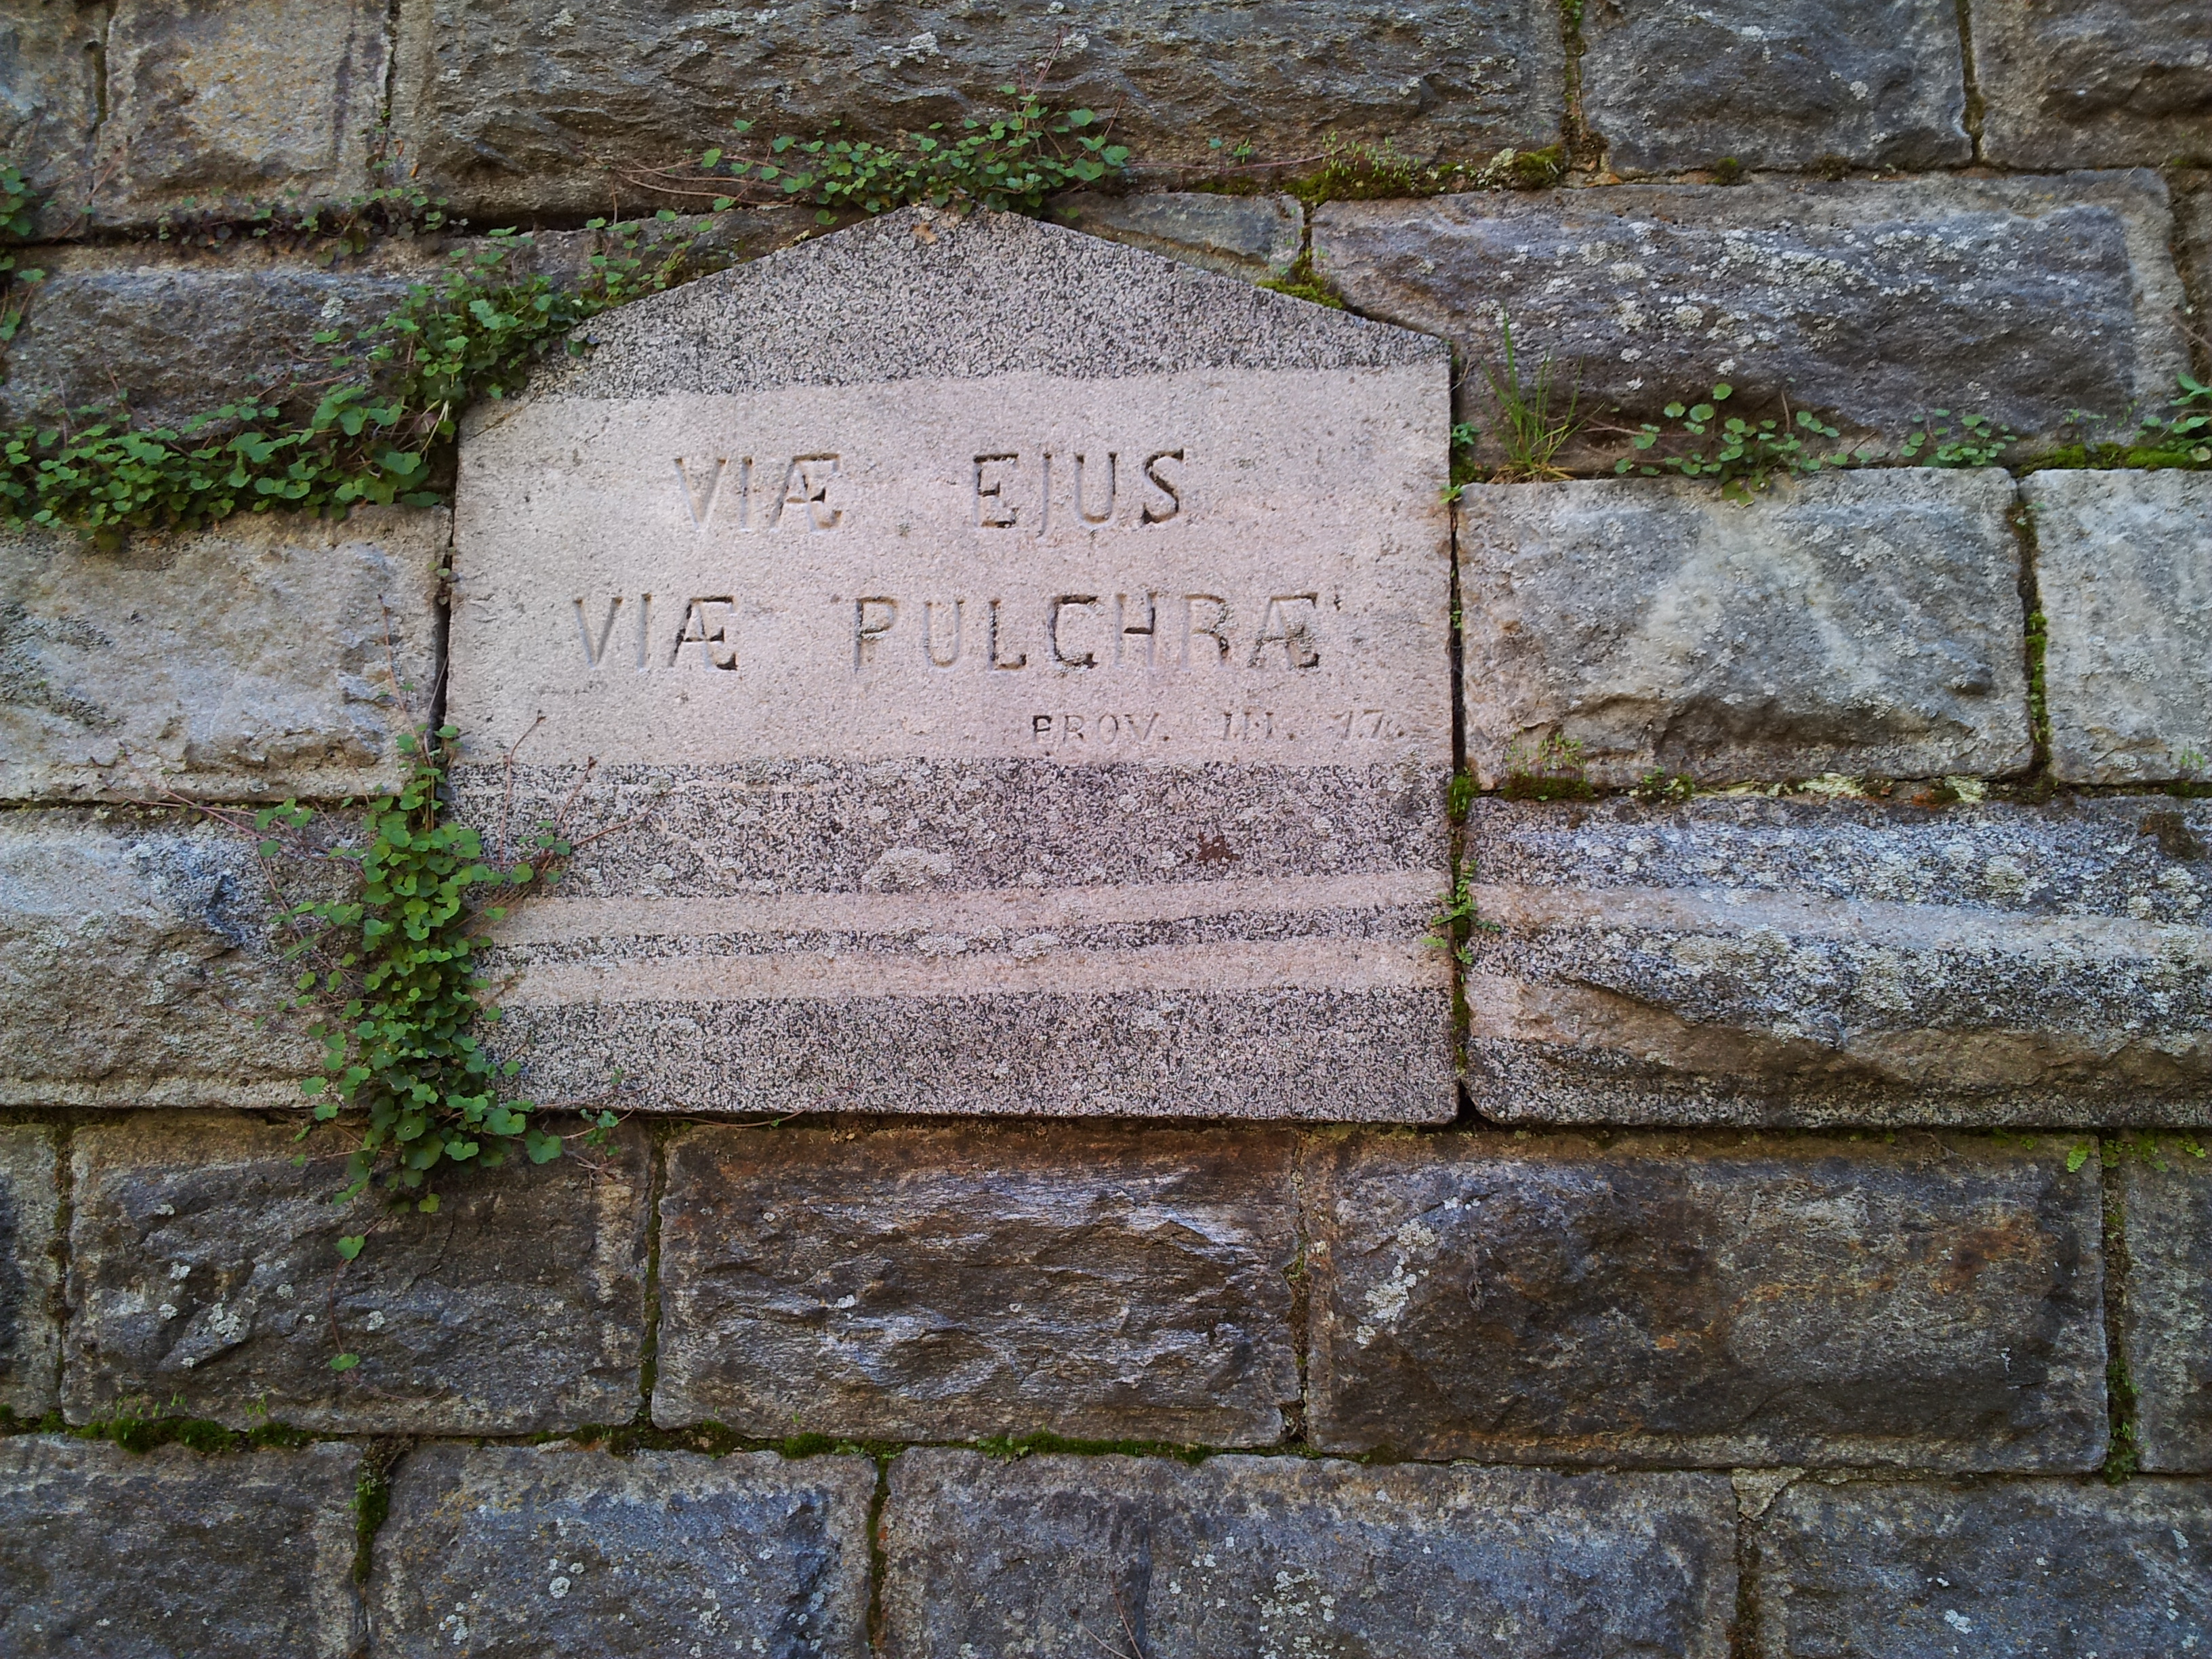 VIÆ EJUS
VIÆ PULCHRÆ
PROV. III. 17.